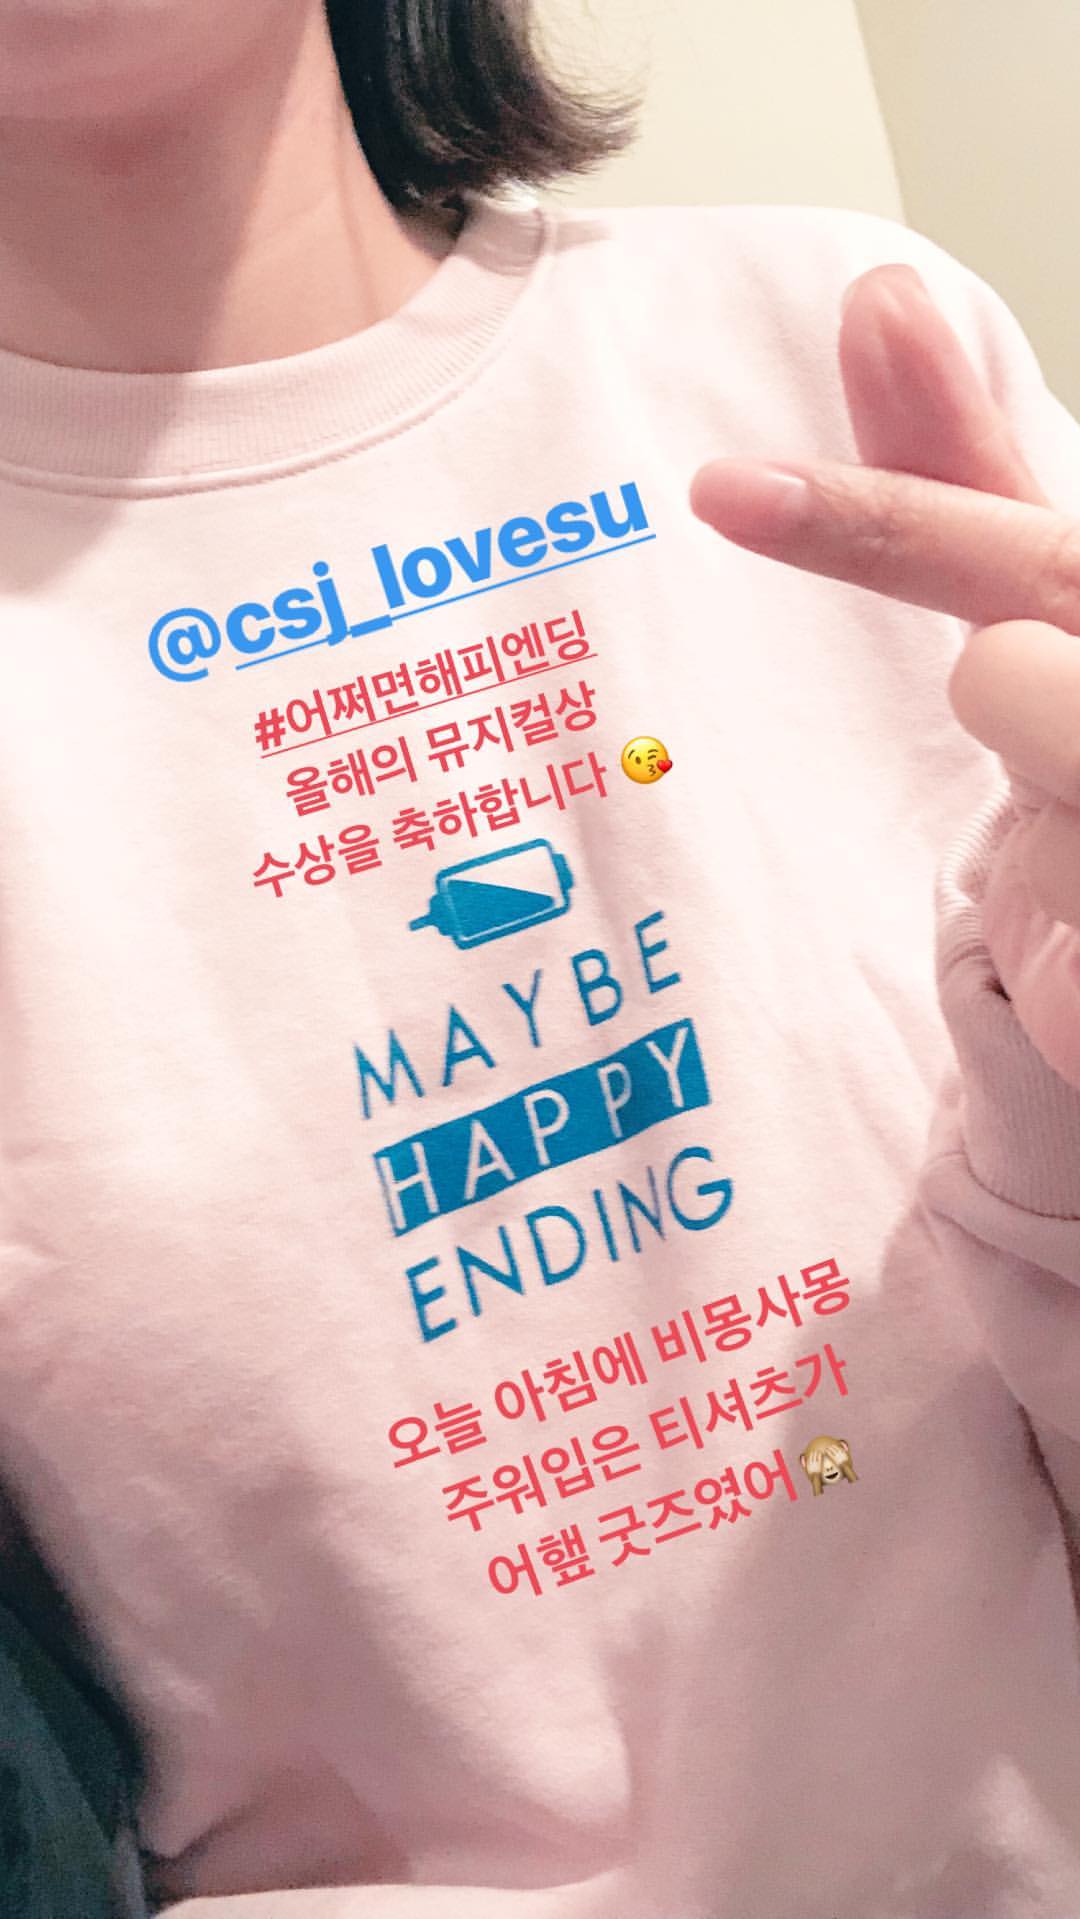 @csj_lovesu
#어쩌면해피엔딩
올해의 뮤지컬상
수상을 축하합니다 😘
MAYBE
HAPPY
ENDING
오늘 아침에 비몽사몽
주워입은 티셔츠가
어햎 굿즈였어🙈